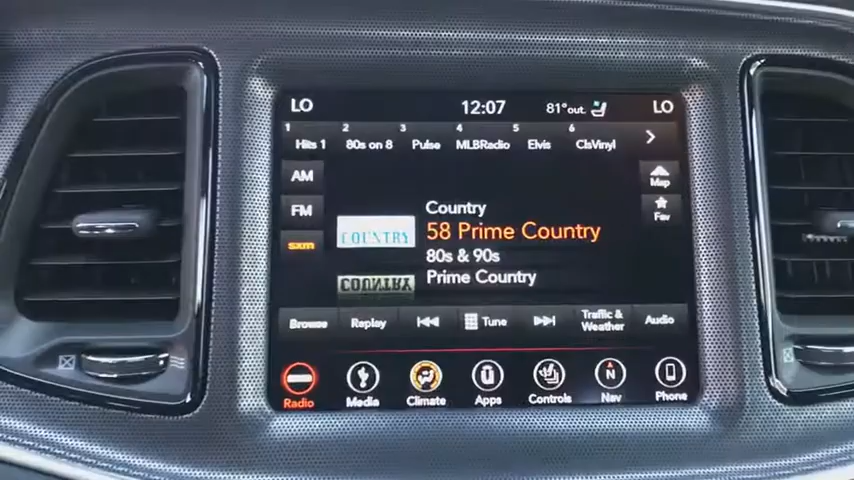 LO 12:07 81°out. LO
1 2 3 4 5 6
Hits 1 80s on 8 Pulse MLBRadio Elvis ClsVinyl
AM
Map
FM
Fav
sxm
COUNTRY
Country
58 Prime Country
80s & 90s
Prime Country
COUNTRY
Browse Replay Tune Traffic & Weather Audio
N
Radio Media Climate Apps Controls Nav Phone